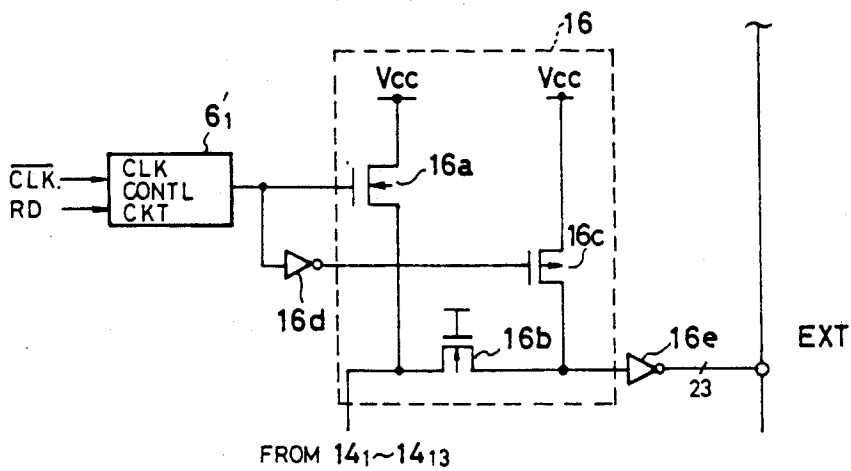 16
Vcc
Vcc
6'₁
16a
C̅L̅K̅.
RD
CLK
CONTL
CKT
16c
16d
16b
16e
23
EXT
FROM 14₁~14₁₃